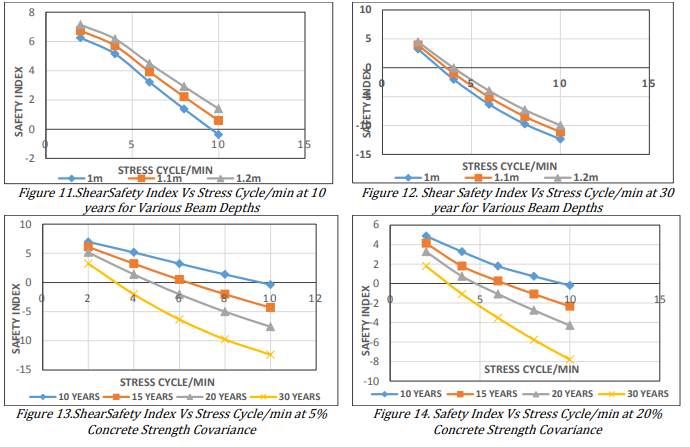 8
6
4
2
0
-2
0
5
10
15
SAFETY INDEX
STRESS CYCLE/MIN
1m 1.1m 1.2m
Figure 11.ShearSafety Index Vs Stress Cycle/min at 10
years for Various Beam Depths
10
5
0
-5
-10
-15
0
5
10
15
SAFETY INDEX
STRESS CYCLE/MIN
1m 1.1m 1.2m
Figure 12. Shear Safety Index Vs Stress Cycle/min at 30
year for Various Beam Depths
10
5
0
-5
-10
-15
0 2 4 6 8 10 12
SAFETY INDEX
STRESS CYCLE/MIN
10 YEARS 15 YEARS 20 YEARS 30 YEARS
Figure 13.ShearSafety Index Vs Stress Cycle/min at 5%
Concrete Strength Covariance
6
4
2
0
-2
-4
-6
-8
-10
0 5 10 15
SAFETY INDEX
STRESS CYCLE/MIN
10 YEARS 15 YEARS 20 YEARS 30 YEARS
Figure 14. Safety Index Vs Stress Cycle/min at 20%
Concrete Strength Covariance